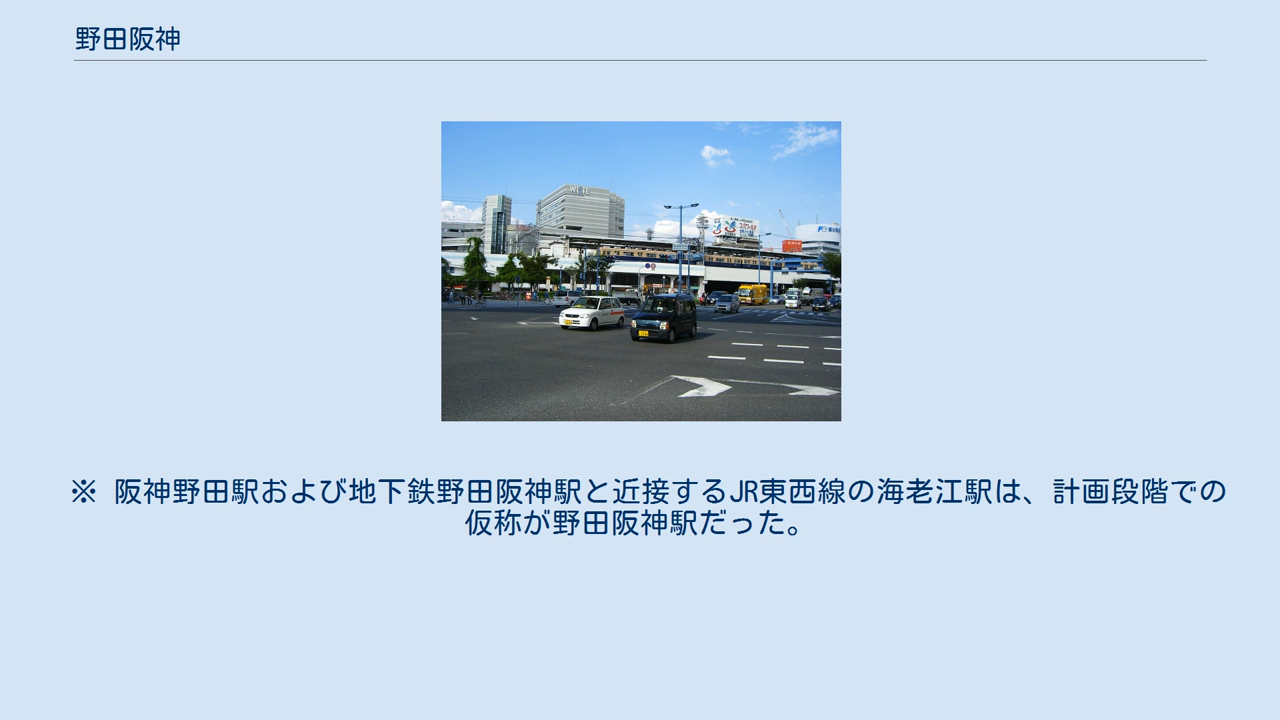 野田阪神
※ 阪神野田駅および地下鉄野田阪神駅と近接するJR東西線の海老江駅は、計画段階での
仮称が野田阪神駅だった。